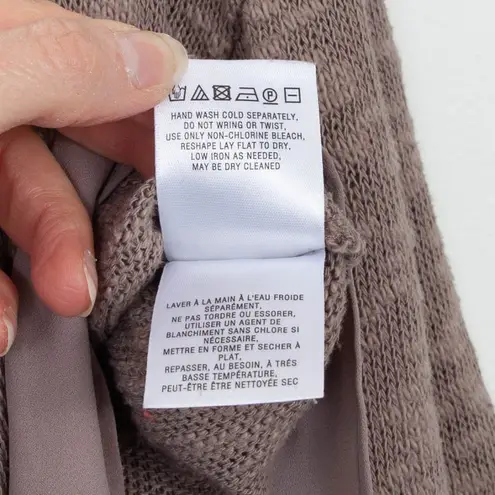 HAND WASH COLD SEPARATELY,
DO NOT WRING OR TWIST,
USE ONLY NON-CHLORINE BLEACH,
RESHAPE LAY FLAT TO DRY,
LOW IRON AS NEEDED,
MAY BE DRY CLEANED
LAVER À LA MAIN À L'EAU FROIDE
SÉPARÉMENT,
NE PAS TORDRE OU ESSORER,
UTILISER UN AGENT DE
BLANCHIMENT SANS CHLORE SI
NÉCESSAIRE,
METTRE EN FORME ET SECHER À
PLAT,
REPASSER, AU BESOIN, À TRÉS
BASSE TEMPÉRATURE,
PEUT-ÊTRE ÊTRE NETTOYÉE SEC